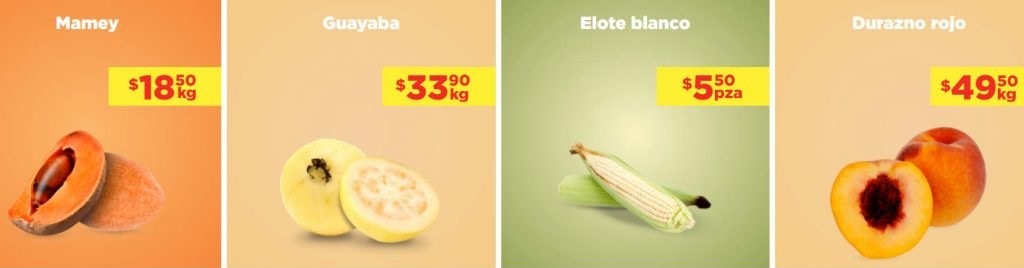 Mamey
$18 50 kg
Guayaba
$33 90 kg
Elote blanco
$5 50 pza
Durazno rojo
$49 50 kg